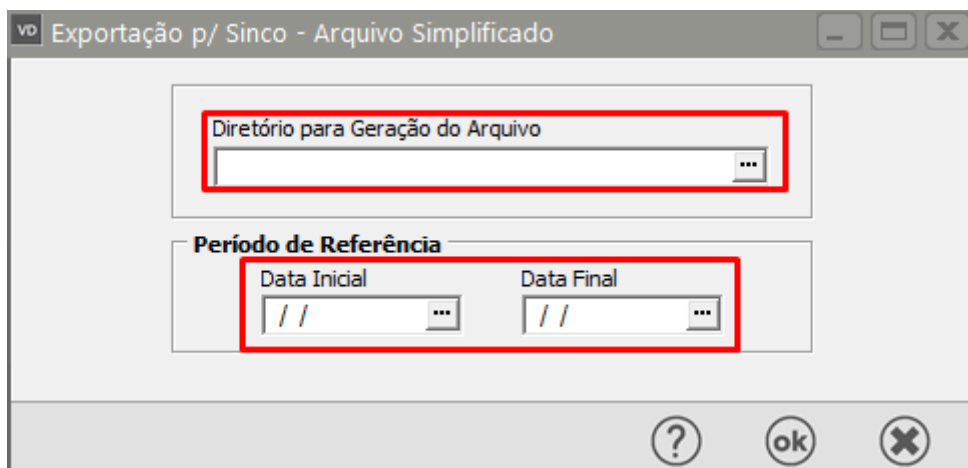 VD Exportação p/ Sinco - Arquivo Simplificado
Diretório para Geração do Arquivo
...
Período de Referência
Data Inicial Data Final
/ / ... / / ...
? ok